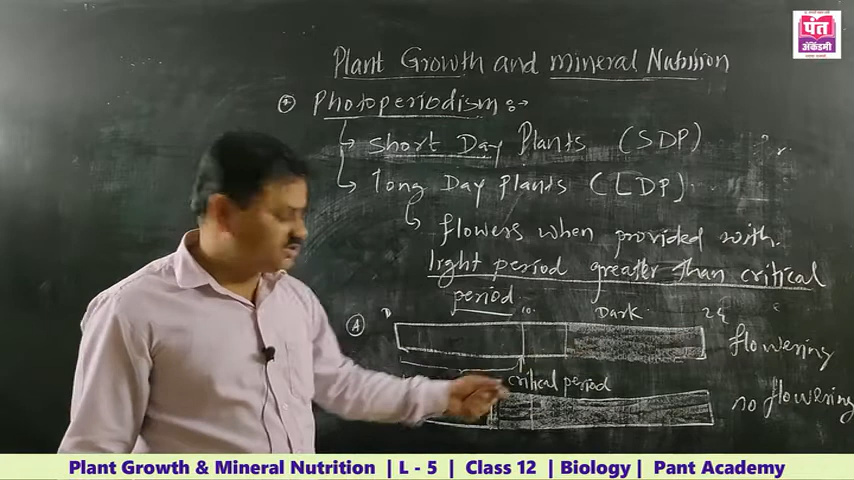 पंत
अॅकॅडमी
Plant Growth and mineral Nutrition
Photoperiodism :→
→ Short Day Plants (SDP)
→ Long Day Plants (LDP)
flowers when provided with
light period greater than critical
period.
10. Dark 24
(A) flowering
critical period
no flowering
Plant Growth & Mineral Nutrition | L - 5 | Class 12 | Biology | Pant Academy